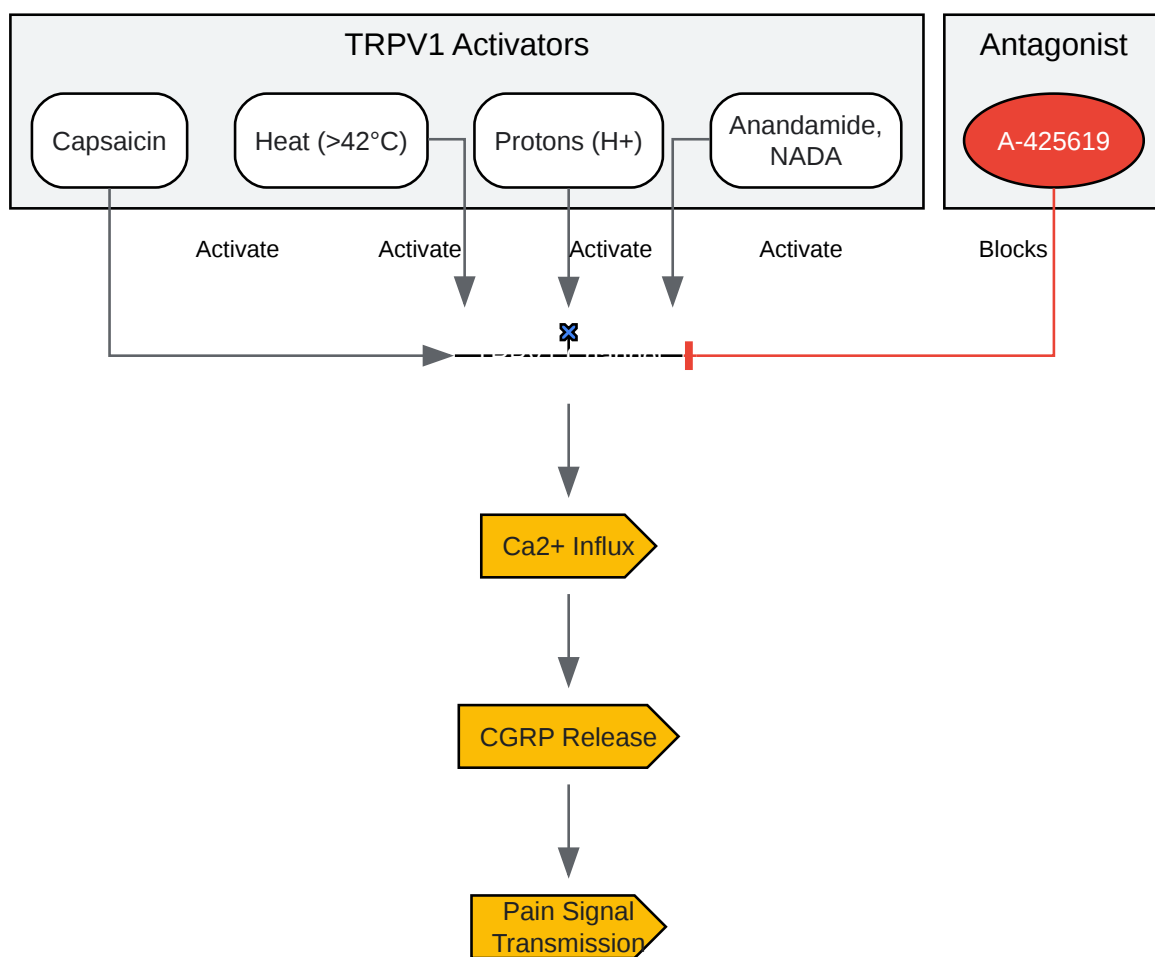 TRPV1 Activators
Antagonist
Capsaicin
Heat (>42°C)
Protons (H+)
Anandamide,
NADA
A-425619
Activate
Activate
Activate
Activate
Blocks
Ca2+ Influx
CGRP Release
Pain Signal
Transmission